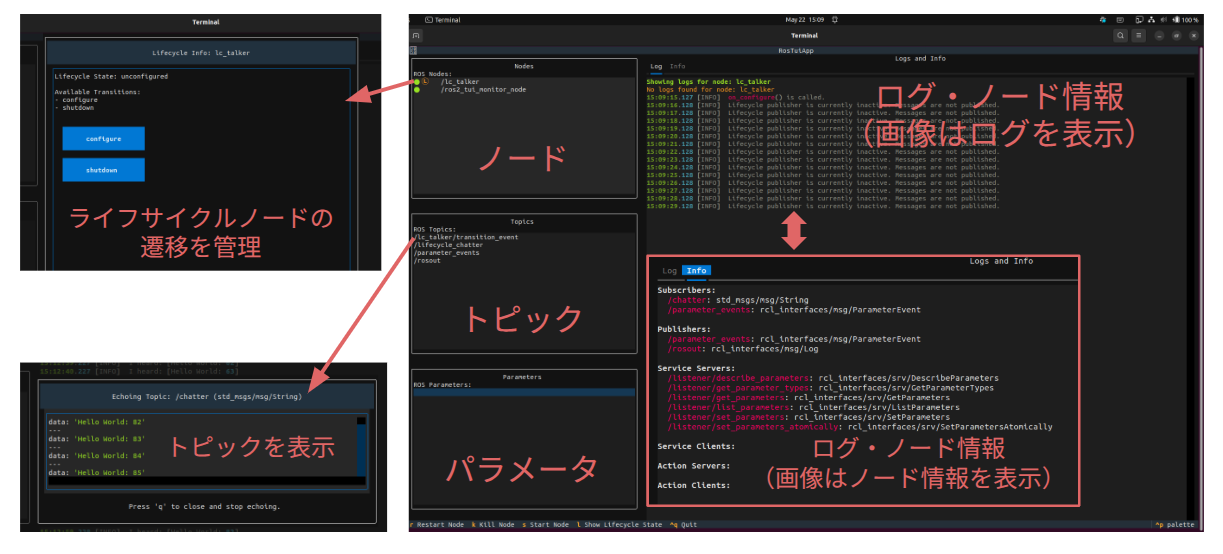 Terminal
Lifecycle Info: lc_talker
Lifecycle State: unconfigured
Available Transitions:
- configure
- shutdown
configure
shutdown
ライフサイクルノードの
遷移を管理
Echoing Topic: /chatter (std_msgs/msg/String)
data: 'Hello World: 82'
---
data: 'Hello World: 83'
---
data: 'Hello World: 84'
---
data: 'Hello World: 85'
トピックを表示
Press 'q' to close and stop echoing.
Terminal
May 22 15:09
100 %
Terminal
RosTuiApp
Nodes
ROS Nodes:
L /lc_talker
/ros2_tui_monitor_node
ノード
Topics
ROS Topics:
/lc_talker/transition_event
/lifecycle_chatter
/parameter_events
/rosout
トピック
Parameters
ROS Parameters:
パラメータ
Logs and Info
Log Info
Showing logs for node: lc_talker
No logs found for node: lc_talker
15:09:15.127 [INFO] on_configure() is called.
15:09:16.128 [INFO] Lifecycle publisher is currently inactive. Messages are not published.
15:09:17.128 [INFO] Lifecycle publisher is currently inactive. Messages are not published.
15:09:18.128 [INFO] Lifecycle publisher is currently inactive. Messages are not published.
15:09:19.128 [INFO] Lifecycle publisher is currently inactive. Messages are not published.
15:09:20.128 [INFO] Lifecycle publisher is currently inactive. Messages are not published.
15:09:21.128 [INFO] Lifecycle publisher is currently inactive. Messages are not published.
15:09:22.128 [INFO] Lifecycle publisher is currently inactive. Messages are not published.
15:09:23.128 [INFO] Lifecycle publisher is currently inactive. Messages are not published.
15:09:24.128 [INFO] Lifecycle publisher is currently inactive. Messages are not published.
15:09:25.128 [INFO] Lifecycle publisher is currently inactive. Messages are not published.
15:09:26.128 [INFO] Lifecycle publisher is currently inactive. Messages are not published.
15:09:27.128 [INFO] Lifecycle publisher is currently inactive. Messages are not published.
15:09:28.128 [INFO] Lifecycle publisher is currently inactive. Messages are not published.
15:09:29.128 [INFO] Lifecycle publisher is currently inactive. Messages are not published.
ログ・ノード情報
（画像はログを表示）
Logs and Info
Log Info
Subscribers:
/chatter: std_msgs/msg/String
/parameter_events: rcl_interfaces/msg/ParameterEvent
Publishers:
/parameter_events: rcl_interfaces/msg/ParameterEvent
/rosout: rcl_interfaces/msg/Log
Service Servers:
/listener/describe_parameters: rcl_interfaces/srv/DescribeParameters
/listener/get_parameter_types: rcl_interfaces/srv/GetParameterTypes
/listener/get_parameters: rcl_interfaces/srv/GetParameters
/listener/list_parameters: rcl_interfaces/srv/ListParameters
/listener/set_parameters: rcl_interfaces/srv/SetParameters
/listener/set_parameters_atomically: rcl_interfaces/srv/SetParametersAtomically
Service Clients:
Action Servers:
Action Clients:
ログ・ノード情報
（画像はノード情報を表示）
r Restart Node k Kill Node s Start Node l Show Lifecycle State ^q Quit
^p palette